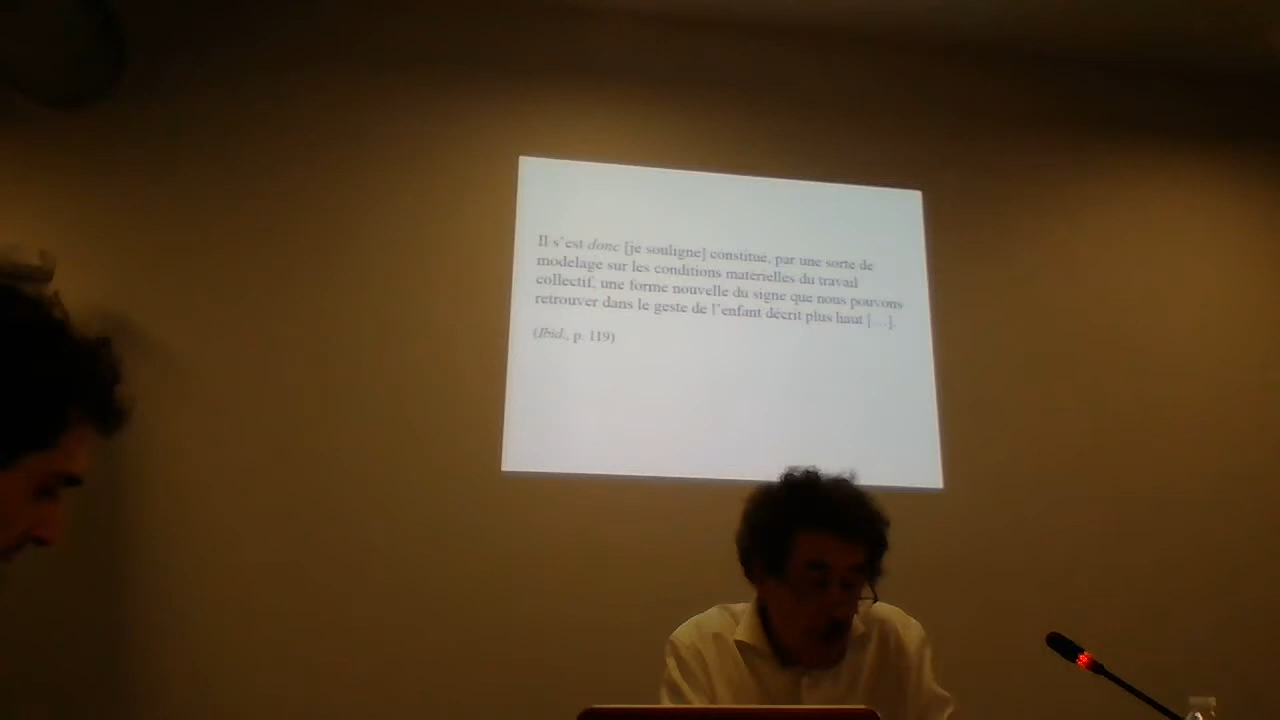 Il s'est donc [je souligne] constitué, par une sorte de
modelage sur les conditions matérielles du travail
collectif, une forme nouvelle du signe que nous pouvons
retrouver dans le geste de l'enfant décrit plus haut […].
(Ibid., p. 119)